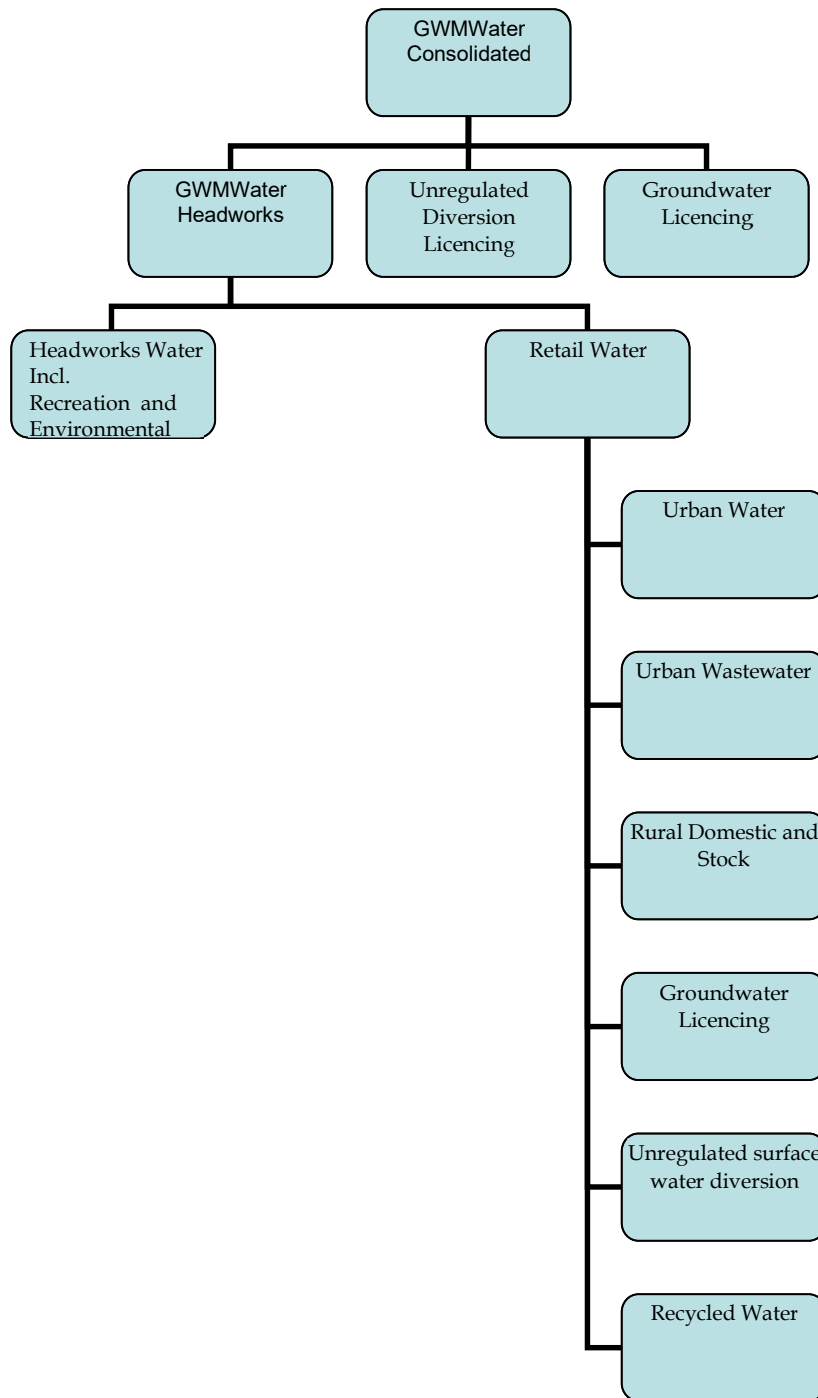 GWMWater
Consolidated
GWMWater
Headworks
Unregulated
Diversion
Licencing
Groundwater
Licencing
Headworks Water
Incl.
Recreation and
Environmental
Retail Water
Urban Water
Urban Wastewater
Rural Domestic and
Stock
Groundwater
Licencing
Unregulated surface
water diversion
Recycled Water